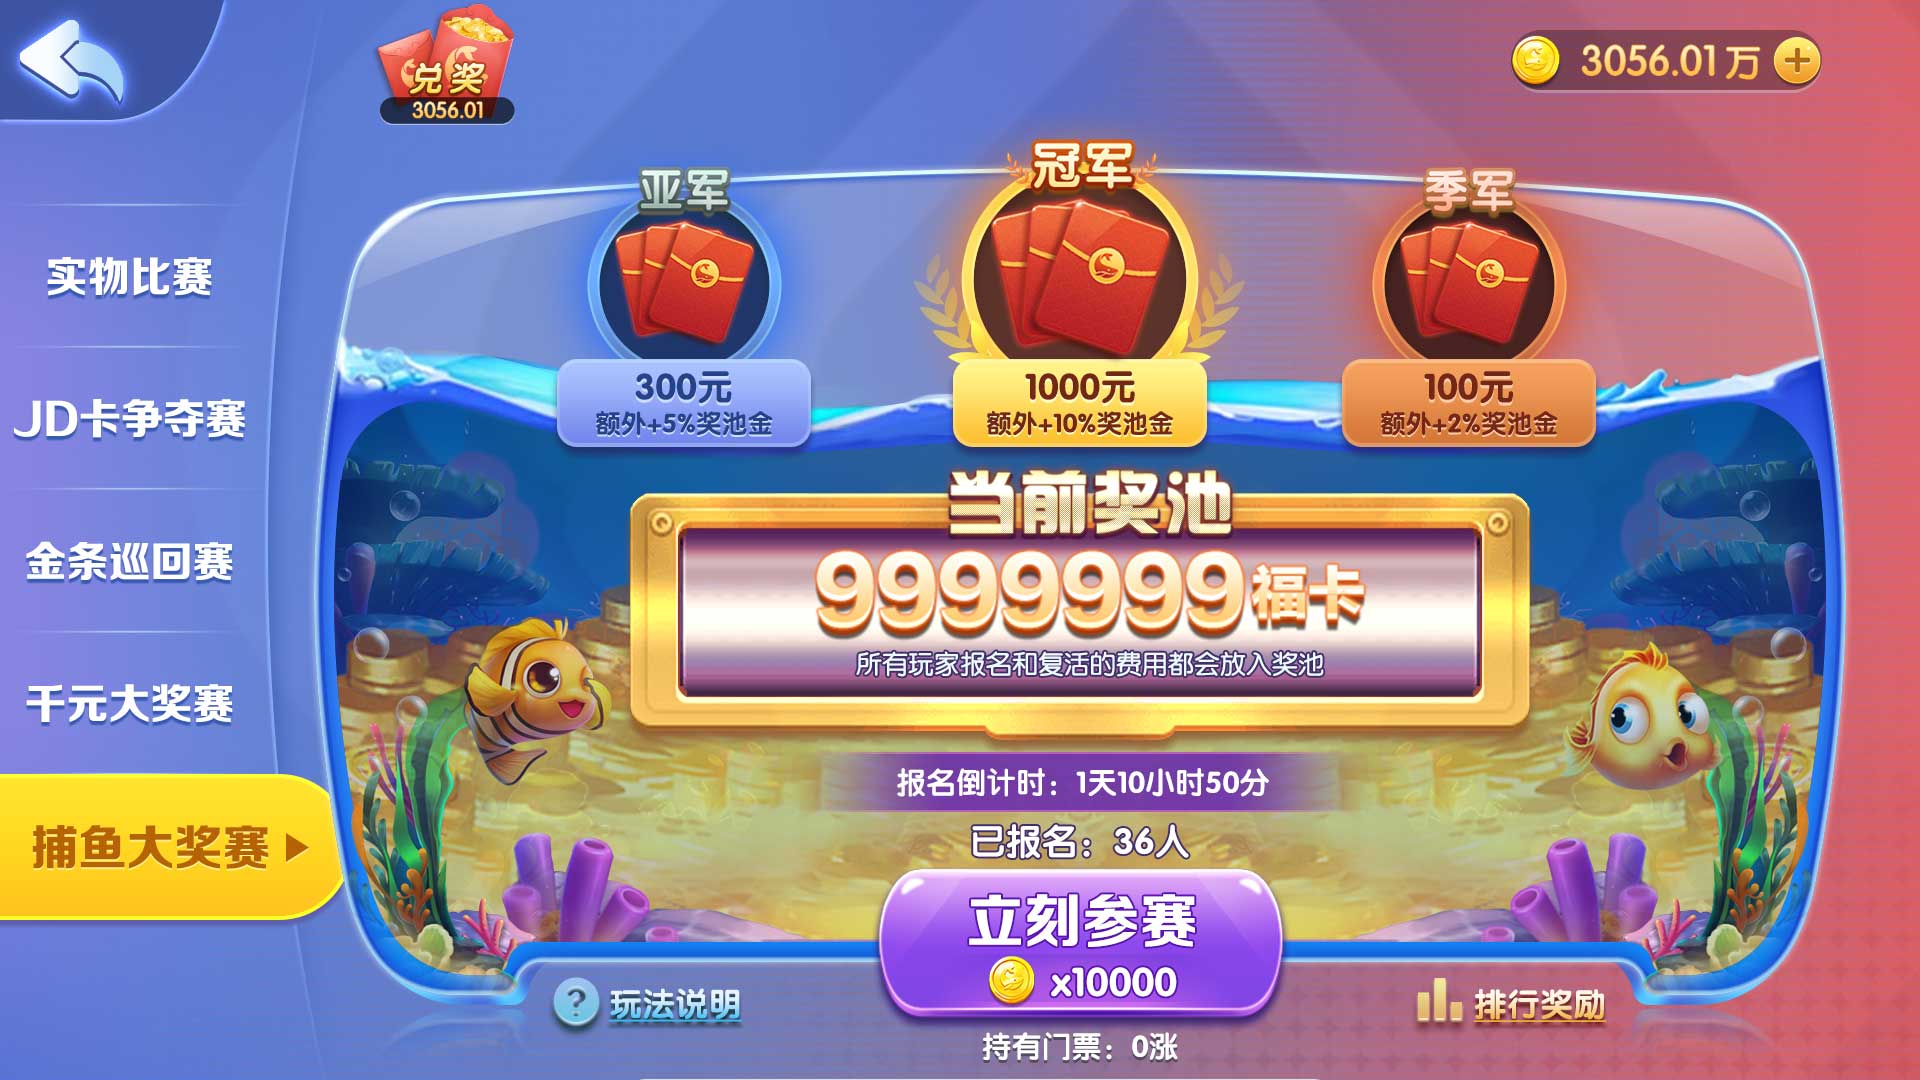 兑奖
3056.01
3056.01万
实物比赛
JD卡争夺赛
金条巡回赛
千元大奖赛
捕鱼大奖赛
亚军
300元
额外+5%奖池金
冠军
1000元
额外+10%奖池金
季军
100元
额外+2%奖池金
当前奖池
9999999福卡
所有玩家报名和复活的费用都会放入奖池
报名倒计时：1天10小时50分
已报名：36人
立刻参赛
x10000
? 玩法说明
排行奖励
持有门票：0涨